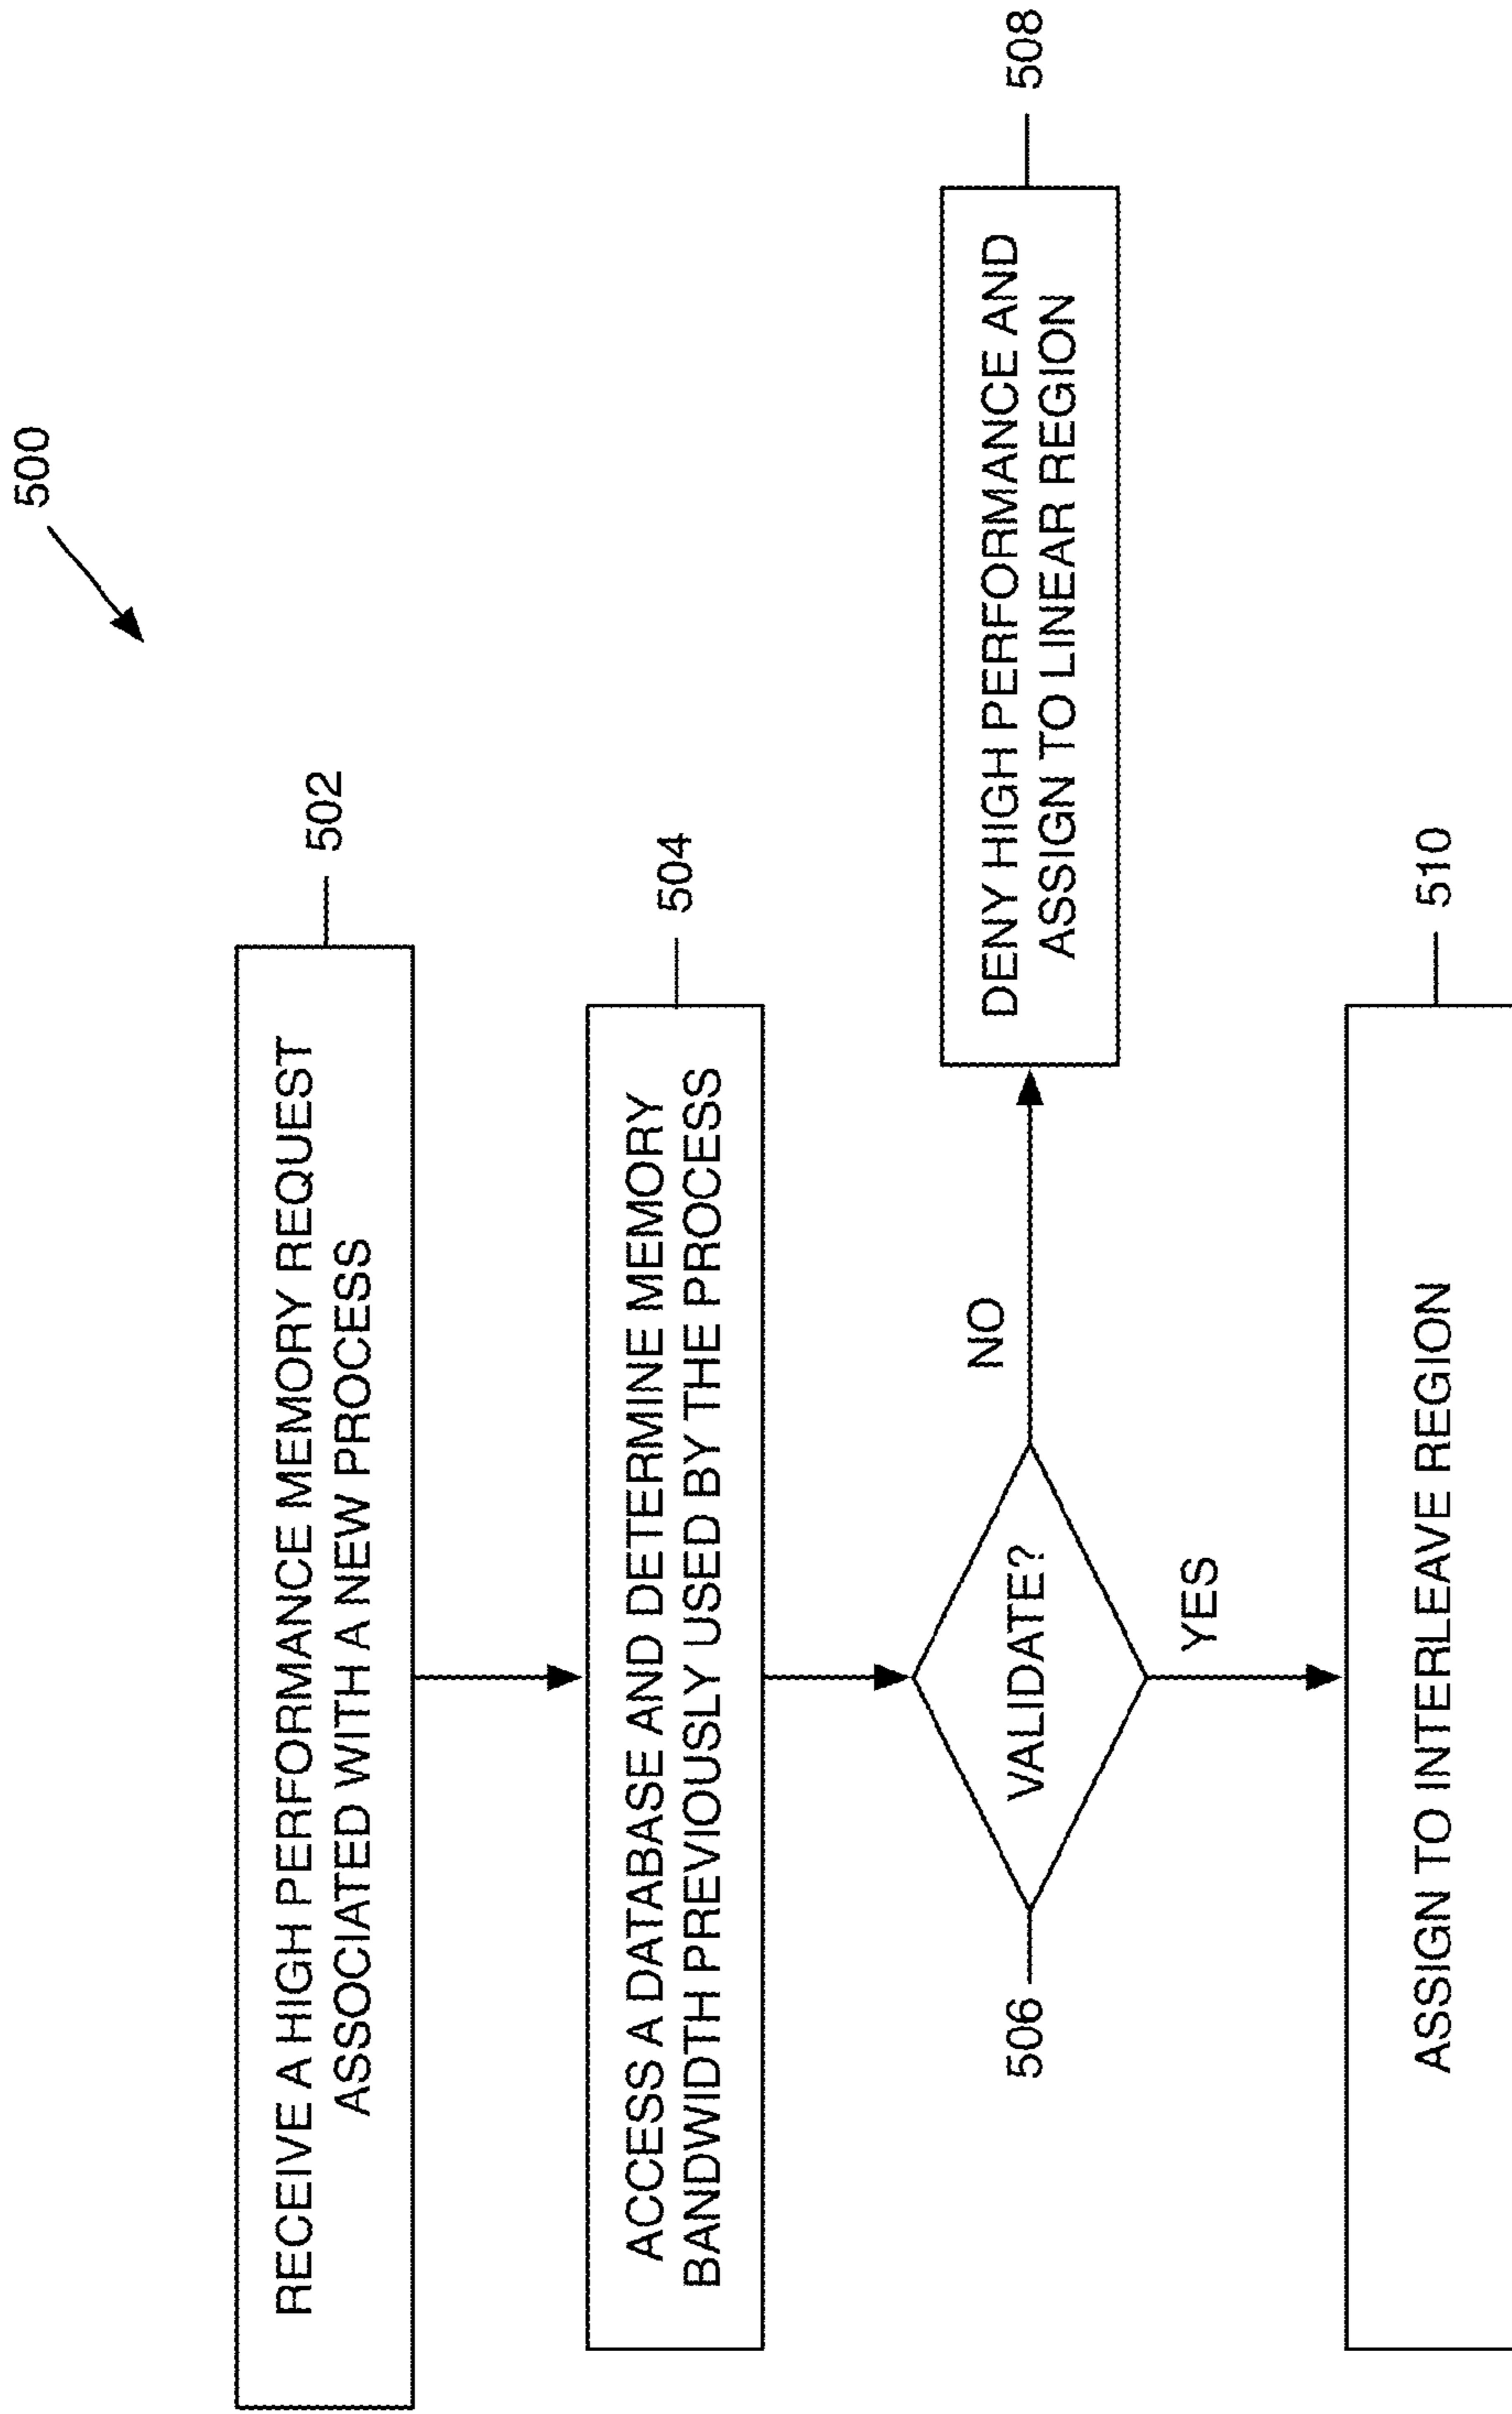 500
RECEIVE A HIGH PERFORMANCE MEMORY REQUEST
ASSOCIATED WITH A NEW PROCESS
502
ACCESS A DATABASE AND DETERMINE MEMORY
BANDWIDTH PREVIOUSLY USED BY THE PROCESS
504
506
VALIDATE?
NO
DENY HIGH PERFORMANCE AND
ASSIGN TO LINEAR REGION
508
YES
ASSIGN TO INTERLEAVE REGION
510